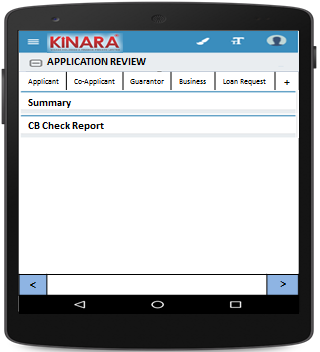 KINARA
APPLICATION REVIEW
Applicant Co-Applicant Guarantor Business Loan Request +
Summary
CB Check Report
< >